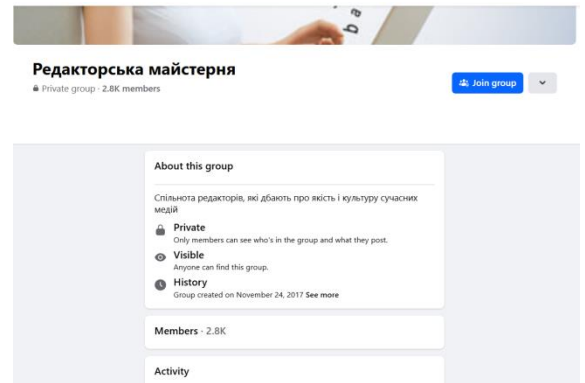 Редакторська майстерня
Private group · 2.8K members
Join group
About this group
Спільнота редакторів, які дбають про якість і культуру сучасних
медій
Private
Only members can see who's in the group and what they post.
Visible
Anyone can find this group.
History
Group created on November 24, 2017 See more
Members · 2.8K
Activity